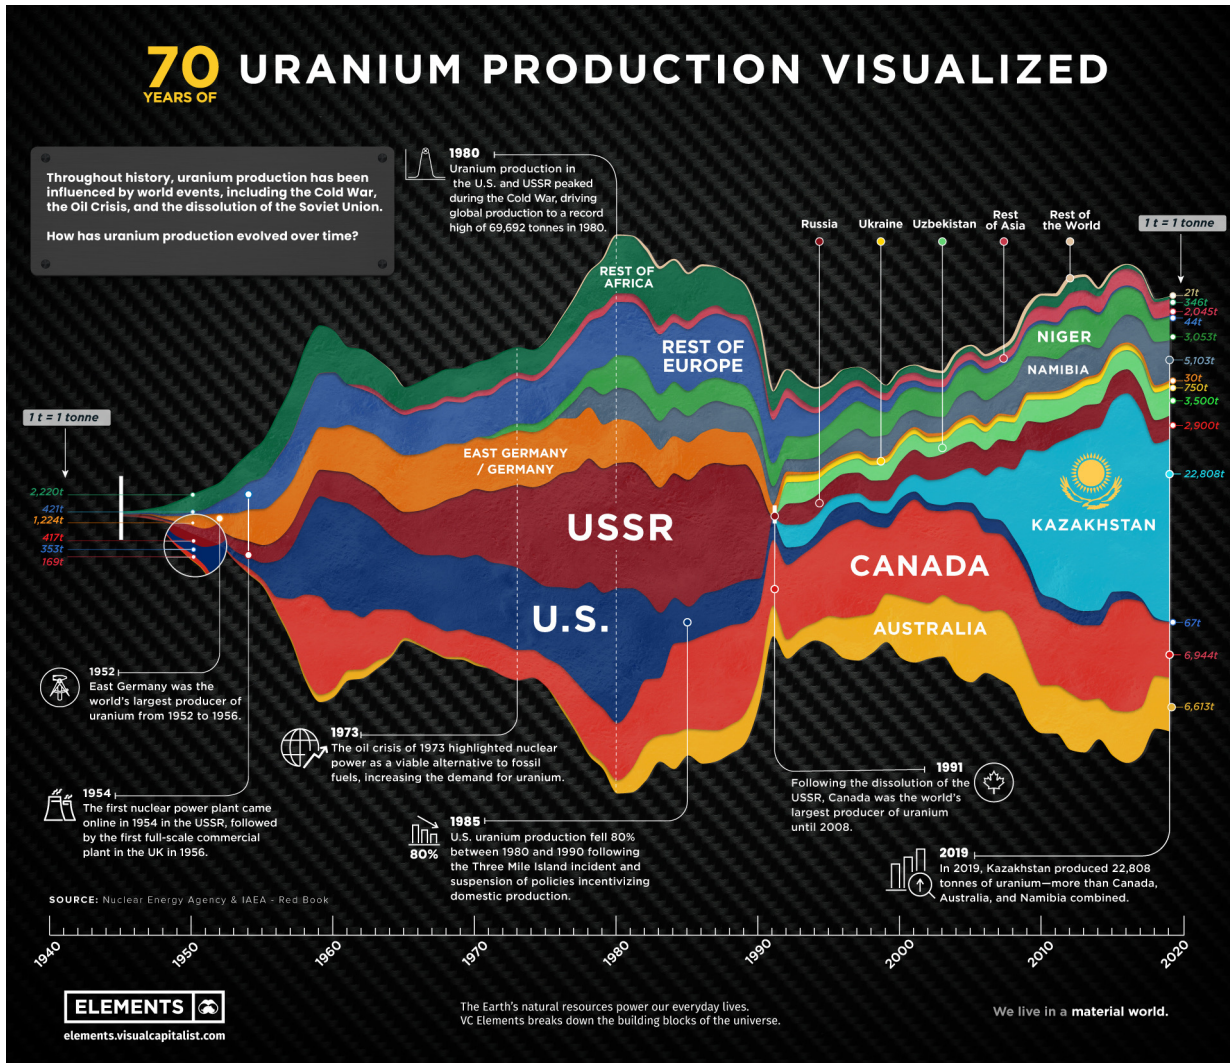 70 URANIUM PRODUCTION VISUALIZED
YEARS OF
Throughout history, uranium production has been
influenced by world events, including the Cold War,
the Oil Crisis, and the dissolution of the Soviet Union.
How has uranium production evolved over time?
1980
Uranium production in
the U.S. and USSR peaked
during the Cold War, driving
global production to a record
high of 69,692 tonnes in 1980.
Russia
Ukraine
Uzbekistan
Rest
of Asia
Rest of
the World
1 t = 1 tonne
21t
346t
2,045t
44t
3,053t
5,103t
30t
750t
3,500t
2,900t
22,808t
67t
6,944t
6,613t
REST OF
AFRICA
REST OF
EUROPE
NIGER
NAMIBIA
EAST GERMANY
/ GERMANY
USSR
U.S.
KAZAKHSTAN
CANADA
AUSTRALIA
1 t = 1 tonne
2,220t
421t
1,224t
417t
353t
169t
1952
East Germany was the
world's largest producer of
uranium from 1952 to 1956.
1973
The oil crisis of 1973 highlighted nuclear
power as a viable alternative to fossil
fuels, increasing the demand for uranium.
1954
The first nuclear power plant came
online in 1954 in the USSR, followed
by the first full-scale commercial
plant in the UK in 1956.
80%
1985
U.S. uranium production fell 80%
between 1980 and 1990 following
the Three Mile Island incident and
suspension of policies incentivizing
domestic production.
1991
Following the dissolution of the
USSR, Canada was the world's
largest producer of uranium
until 2008.
2019
In 2019, Kazakhstan produced 22,808
tonnes of uranium—more than Canada,
Australia, and Namibia combined.
SOURCE: Nuclear Energy Agency & IAEA - Red Book
1940
1950
1960
1970
1980
1990
2000
2010
2020
ELEMENTS
elements.visualcapitalist.com
The Earth's natural resources power our everyday lives.
VC Elements breaks down the building blocks of the universe.
We live in a material world.